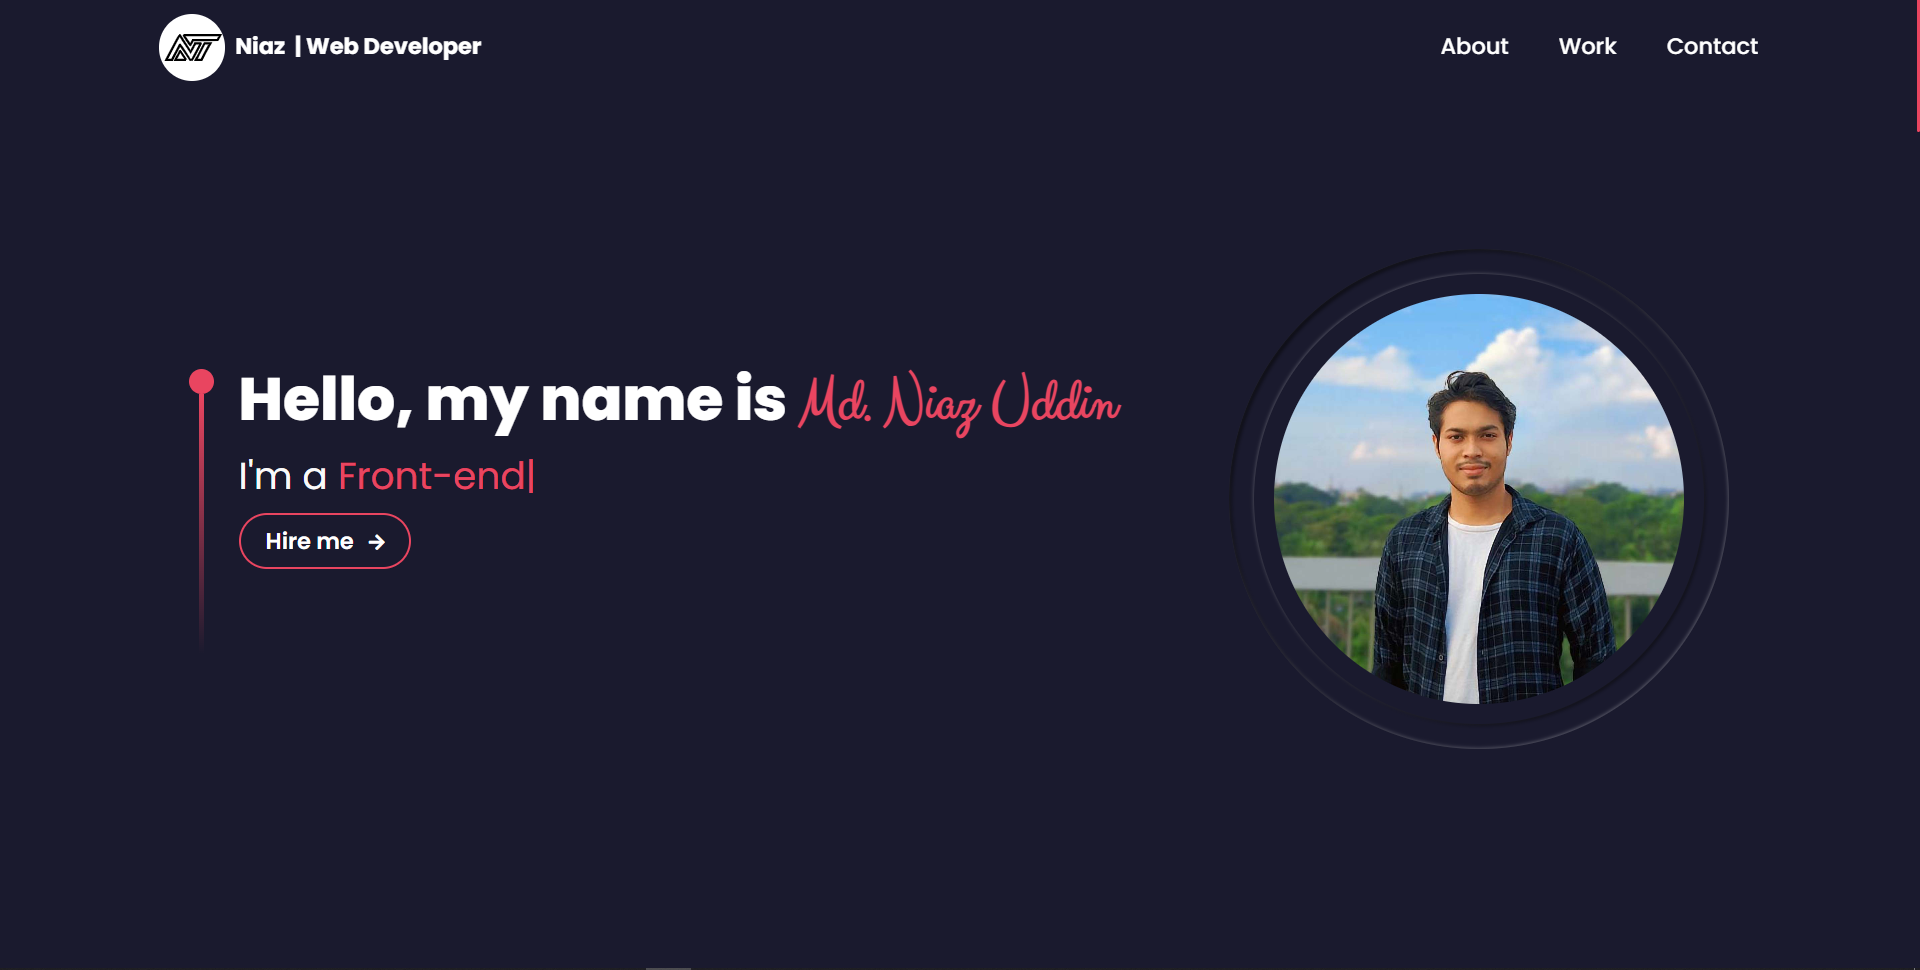 Niaz | Web Developer
About
Work
Contact
Hello, my name is Md. Niaz Uddin
I'm a Front-end|
Hire me →